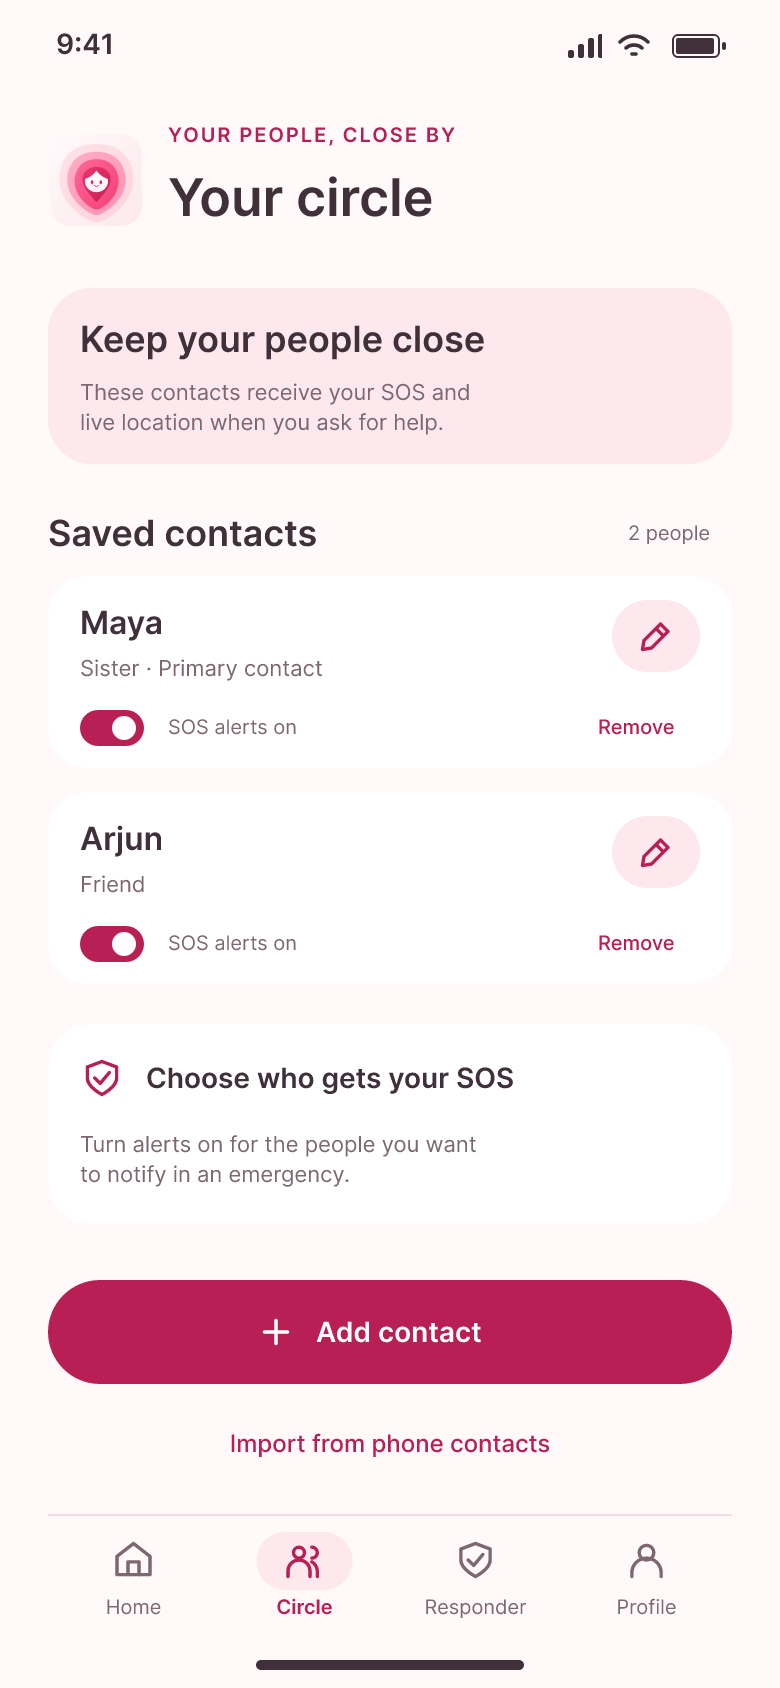 9:41
YOUR PEOPLE, CLOSE BY
Your circle
Keep your people close
These contacts receive your SOS and
live location when you ask for help.
Saved contacts
2 people
Maya
Sister · Primary contact
SOS alerts on
Remove
Arjun
Friend
SOS alerts on
Remove
Choose who gets your SOS
Turn alerts on for the people you want
to notify in an emergency.
Add contact
Import from phone contacts
Home
Circle
Responder
Profile